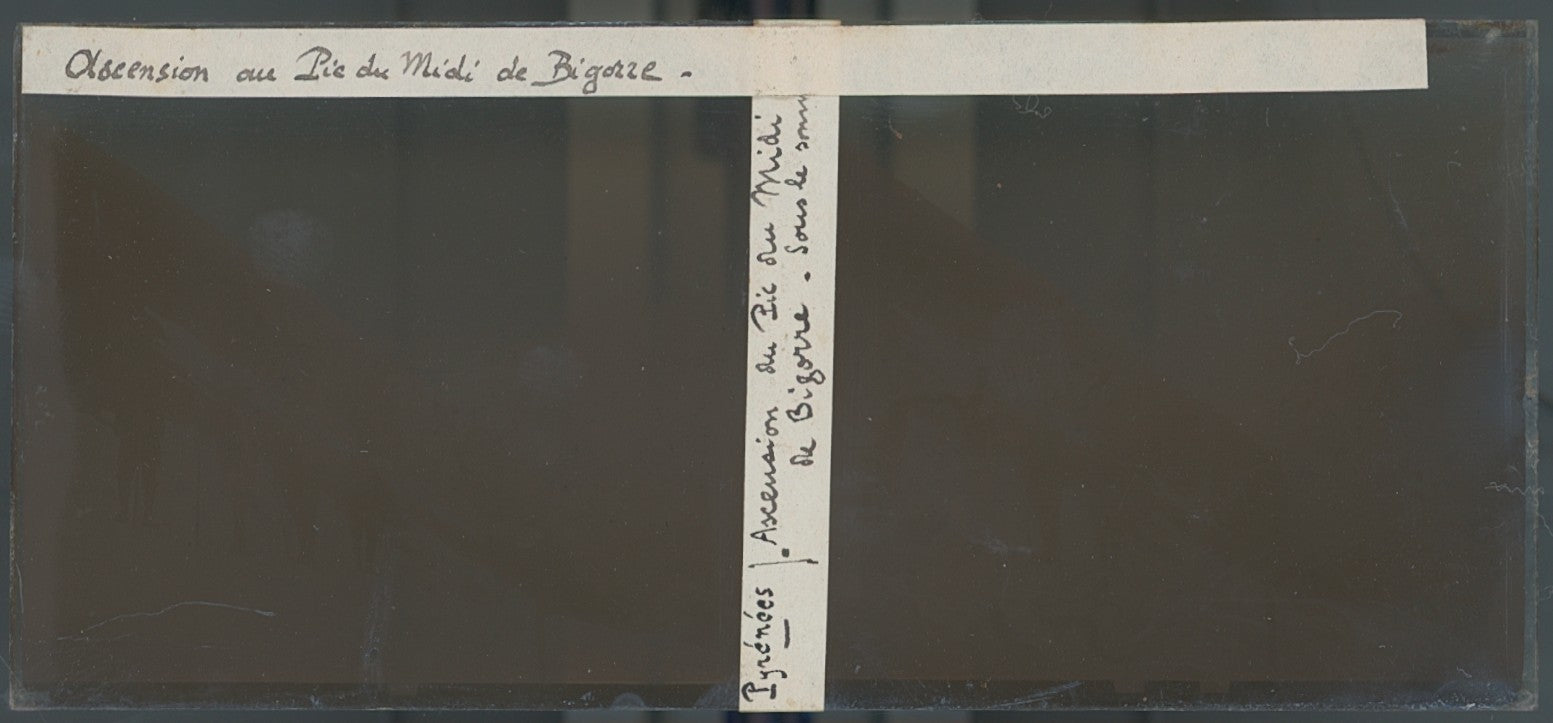 Ascension au Pic du Midi de Bigorre -
Pyrénées . Ascension du Pic du Midi
de Bigorre - Sous le